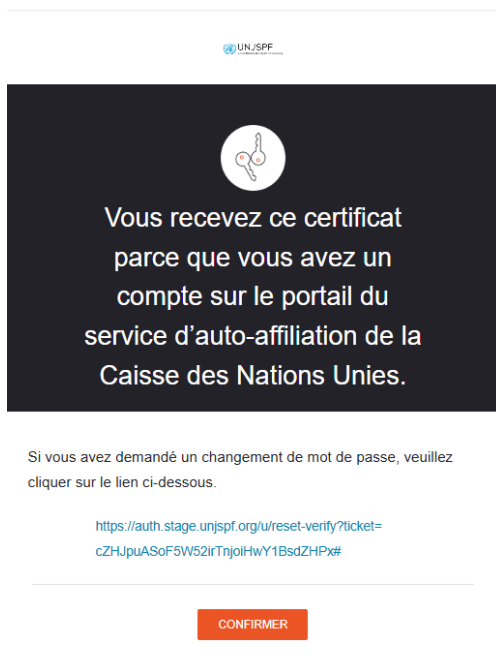 UNJSPF
Vous recevez ce certificat
parce que vous avez un
compte sur le portail du
service d’auto-affiliation de la
Caisse des Nations Unies.
Si vous avez demandé un changement de mot de passe, veuillez
cliquer sur le lien ci-dessous.
https://auth.stage.unjspf.org/u/reset-verify?ticket=
cZHJpuASoF5W52irTnjoiHwY1BsdZHPx#
CONFIRMER